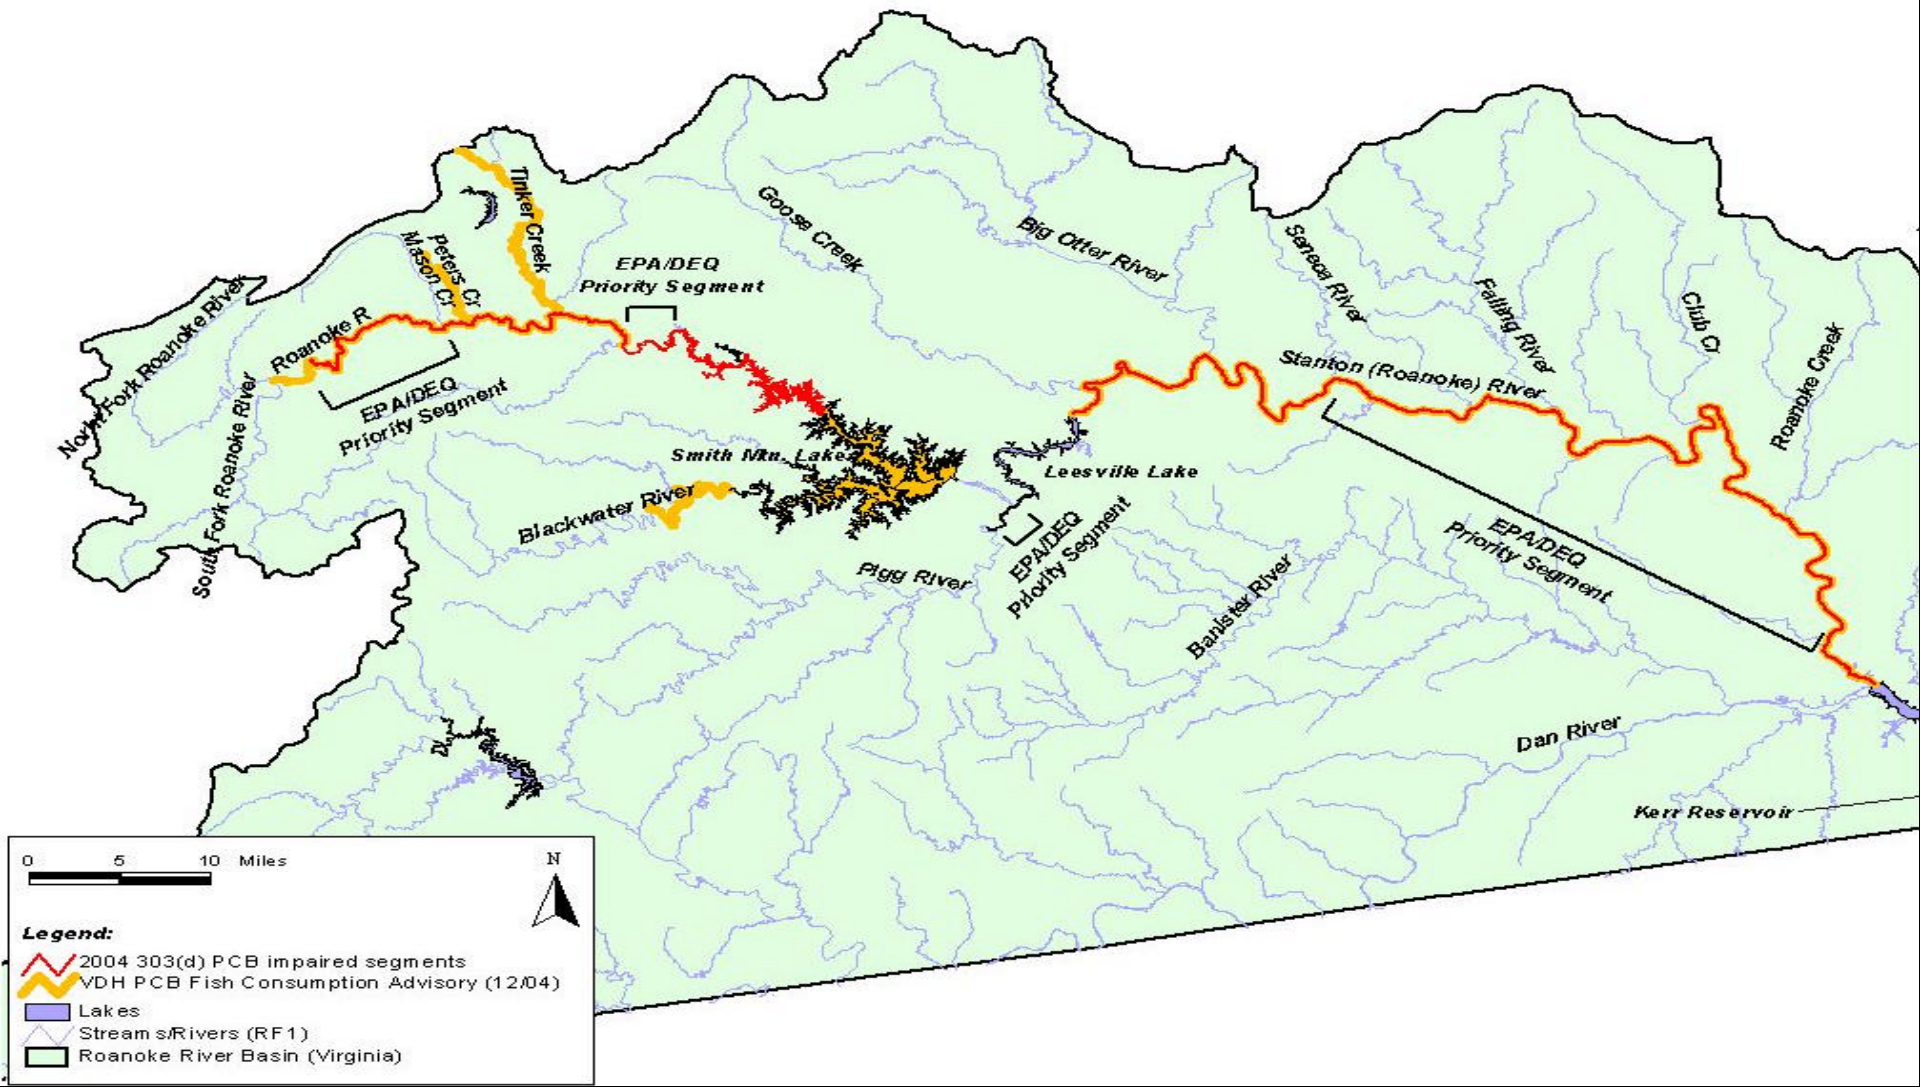 Tinker Creek
Peters Cr
Mason Cr
North Fork Roanoke River
Roanoke R
South Fork Roanoke River
EPA/DEQ
Priority Segment
EPA/DEQ
Priority Segment
Goose Creek
Big Otter River
Seneca River
Falling River
Club Cr
Roanoke Creek
Stanton (Roanoke) River
Smith Mtn. Lake
Leesville Lake
Blackwater River
Pigg River
EPA/DEQ
Priority Segment
Banister River
EPA/DEQ
Priority Segment
Dan River
Kerr Reservoir
0 5 10 Miles
N
Legend:
2004 303(d) PCB impaired segments
VDH PCB Fish Consumption Advisory (12/04)
Lakes
Streams/Rivers (RF1)
Roanoke River Basin (Virginia)